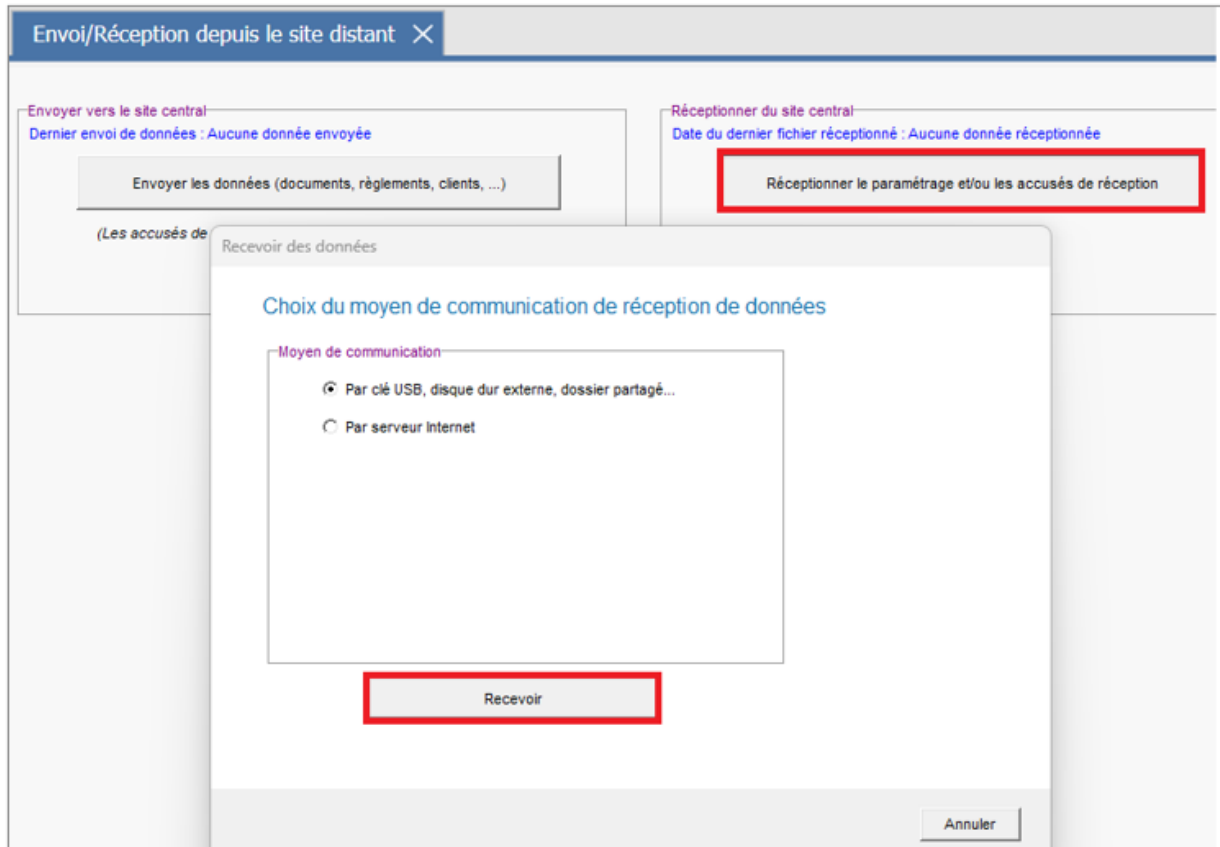 Envoi/Réception depuis le site distant
Envoyer vers le site central
Dernier envoi de données : Aucune donnée envoyée
Envoyer les données (documents, règlements, clients, ...)
(Les accusés de
Réceptionner du site central
Date du dernier fichier réceptionné : Aucune donnée réceptionnée
Réceptionner le paramétrage et/ou les accusés de réception
Recevoir des données
Choix du moyen de communication de réception de données
Moyen de communication
Par clé USB, disque dur externe, dossier partagé...
Par serveur Internet
Recevoir
Annuler